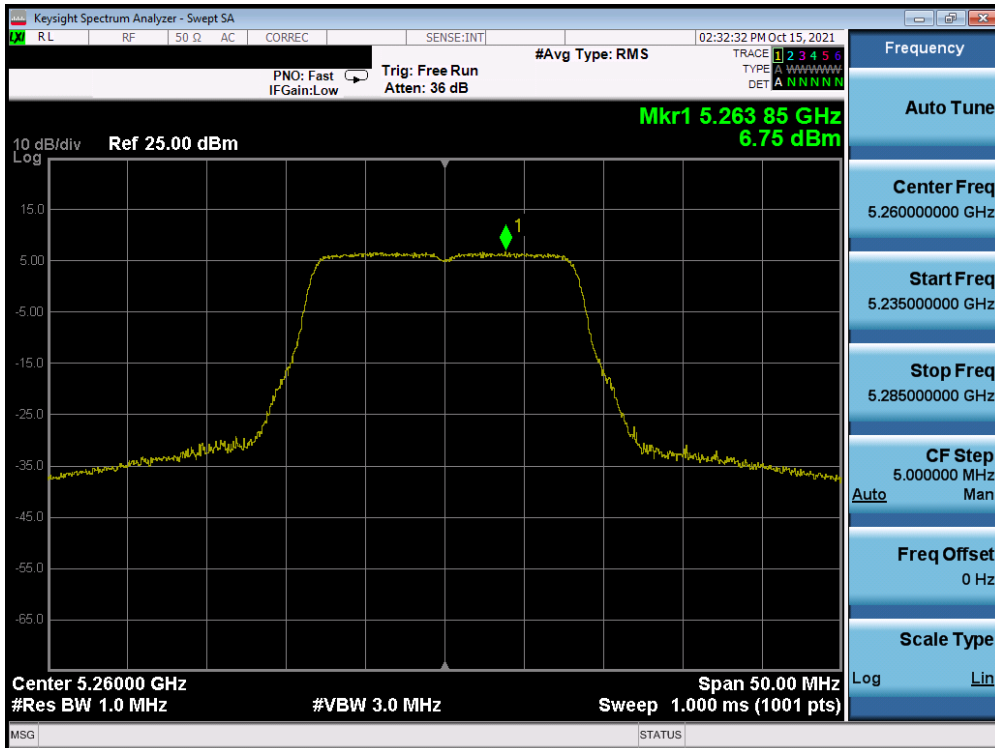 Keysight Spectrum Analyzer - Swept SA
LXI RL RF 50 Ω AC CORREC SENSE:INT 02:32:32 PM Oct 15, 2021
Frequency
#Avg Type: RMS
TRACE 1 2 3 4 5 6
PNO: Fast Trig: Free Run
TYPE A WWWWW
IFGain:Low Atten: 36 dB
DET A N N N N N
Auto Tune
Mkr1 5.263 85 GHz
6.75 dBm
10 dB/div Ref 25.00 dBm
Log
15.0
5.00
-5.00
-15.0
-25.0
-35.0
-45.0
-55.0
-65.0
1
Center Freq
5.260000000 GHz
Start Freq
5.235000000 GHz
Stop Freq
5.285000000 GHz
CF Step
5.000000 MHz
Auto Man
Freq Offset
0 Hz
Scale Type
Log Lin
Center 5.26000 GHz Span 50.00 MHz
#Res BW 1.0 MHz #VBW 3.0 MHz Sweep 1.000 ms (1001 pts)
MSG STATUS